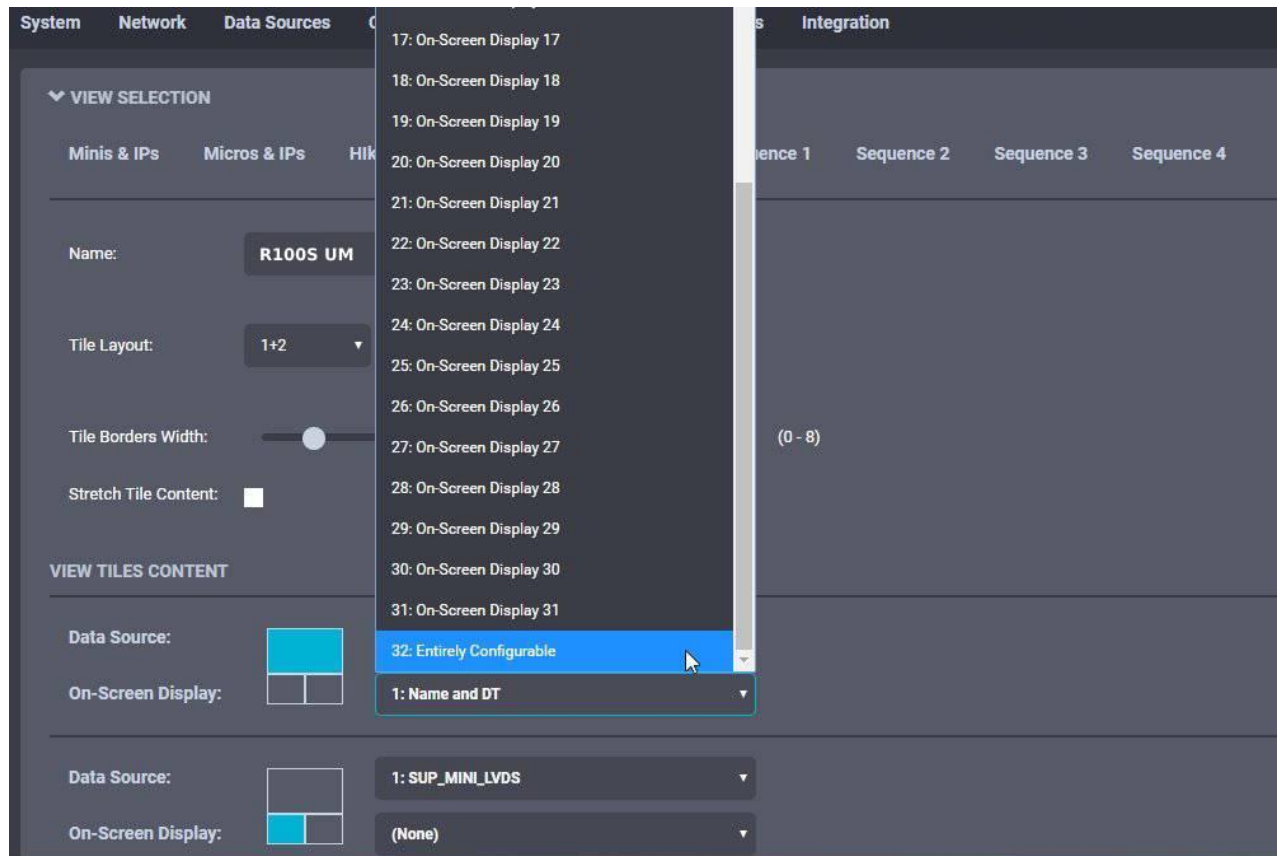 System Network Data Sources Integration
VIEW SELECTION
Minis & IPs Micros & IPs Sequence 2 Sequence 3 Sequence 4
Name: R100S UM
Tile Layout: 1+2
Tile Borders Width: (0 - 8)
Stretch Tile Content:
17: On-Screen Display 17
18: On-Screen Display 18
19: On-Screen Display 19
20: On-Screen Display 20
21: On-Screen Display 21
22: On-Screen Display 22
23: On-Screen Display 23
24: On-Screen Display 24
25: On-Screen Display 25
26: On-Screen Display 26
27: On-Screen Display 27
28: On-Screen Display 28
29: On-Screen Display 29
30: On-Screen Display 30
31: On-Screen Display 31
32: Entirely Configurable
VIEW TILES CONTENT
Data Source:
On-Screen Display: 1: Name and DT
Data Source: 1: SUP_MINI_LVDS
On-Screen Display: (None)